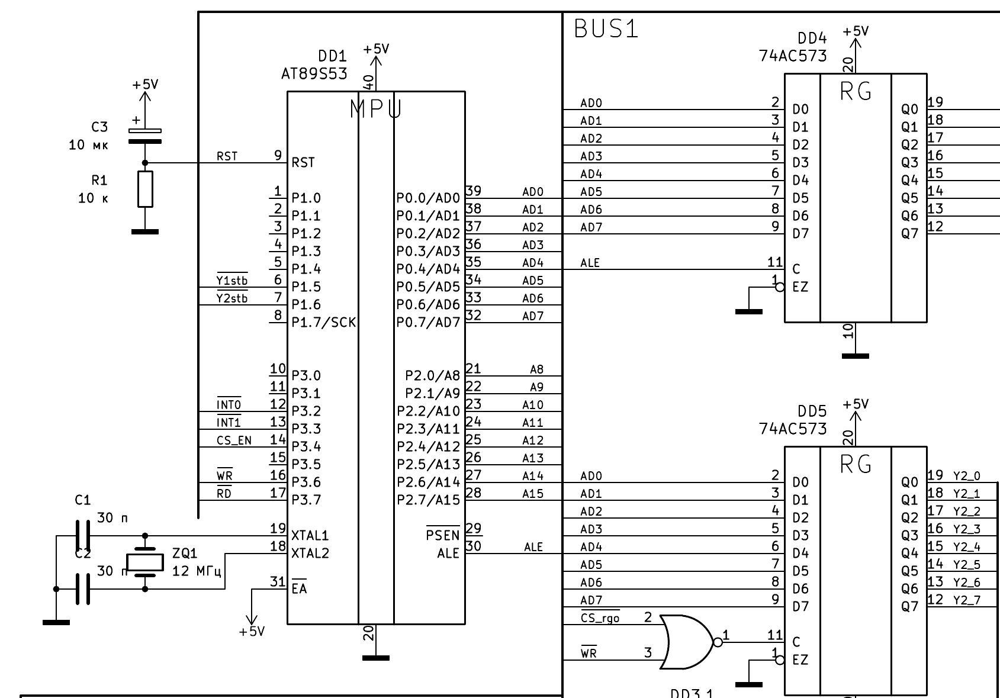 BUS1
+5V
DD4
74AC573
20
RG
+5V
DD1
AT89S53
40
MPU
+5V
+
C3
10 мк
RST
9
RST
R1
10 к
1 P1.0
2 P1.1
3 P1.2
4 P1.3
5 P1.4
Y1stb 6 P1.5
Y2stb 7 P1.6
8 P1.7/SCK
10 P3.0
11 P3.1
INT0 12 P3.2
INT1 13 P3.3
CS_EN 14 P3.4
15 P3.5
WR 16 P3.6
RD 17 P3.7
19 XTAL1
18 XTAL2
31 EA
+5V
20
C1
30 п
C2
30 п
ZQ1
12 МГц
P0.0/AD0 39 AD0
P0.1/AD1 38 AD1
P0.2/AD2 37 AD2
P0.3/AD3 36 AD3
P0.4/AD4 35 AD4
P0.5/AD5 34 AD5
P0.6/AD6 33 AD6
P0.7/AD7 32 AD7
P2.0/A8 21 A8
P2.1/A9 22 A9
P2.2/A10 23 A10
P2.3/A11 24 A11
P2.4/A12 25 A12
P2.5/A13 26 A13
P2.6/A14 27 A14
P2.7/A15 28 A15
PSEN 29
ALE 30 ALE
AD0 2 D0 Q0 19
AD1 3 D1 Q1 18
AD2 4 D2 Q2 17
AD3 5 D3 Q3 16
AD4 6 D4 Q4 15
AD5 7 D5 Q5 14
AD6 8 D6 Q6 13
AD7 9 D7 Q7 12
ALE 11 C
1 EZ
10
+5V
DD5
74AC573
20
RG
AD0 2 D0 Q0 19 Y2_0
AD1 3 D1 Q1 18 Y2_1
AD2 4 D2 Q2 17 Y2_2
AD3 5 D3 Q3 16 Y2_3
AD4 6 D4 Q4 15 Y2_4
AD5 7 D5 Q5 14 Y2_5
AD6 8 D6 Q6 13 Y2_6
AD7 9 D7 Q7 12 Y2_7
CS_rgo 2
1 11 C
WR 3
1 EZ
DD3.1